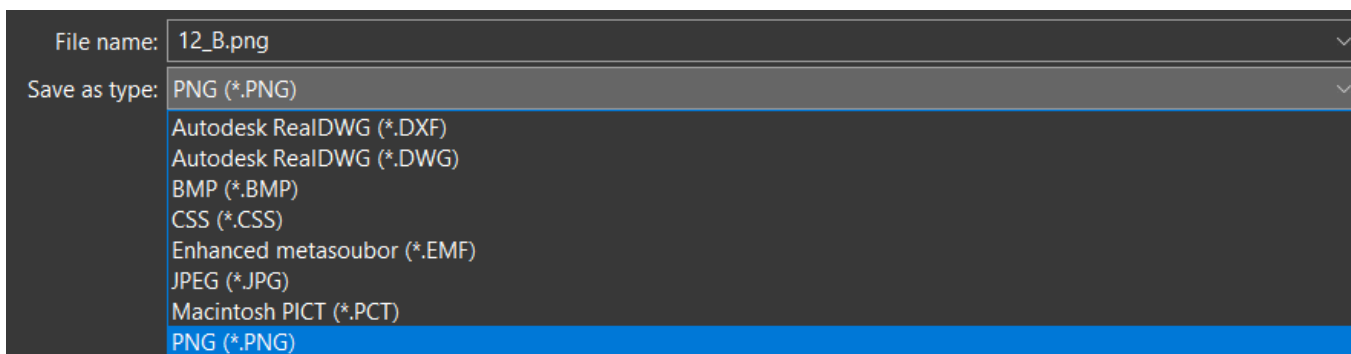 File name: 12_B.png
Save as type: PNG (*.PNG)
Autodesk RealDWG (*.DXF)
Autodesk RealDWG (*.DWG)
BMP (*.BMP)
CSS (*.CSS)
Enhanced metasoubor (*.EMF)
JPEG (*.JPG)
Macintosh PICT (*.PCT)
PNG (*.PNG)